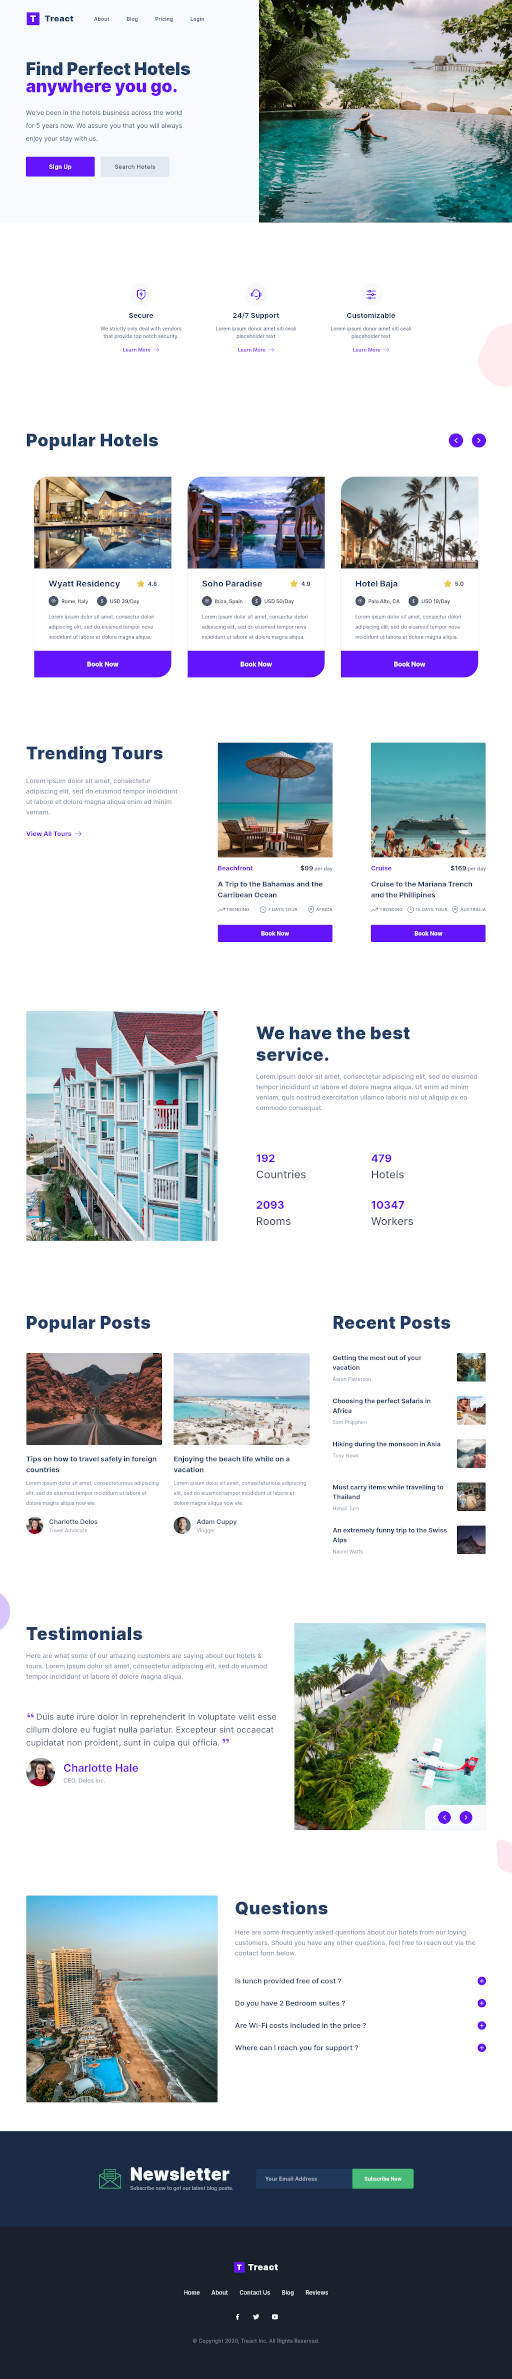 Treact
About
Blog
Pricing
Login
Find Perfect Hotels
anywhere you go.
We've been in the hotels business across the world
for 5 years now. We assure you that you will always
enjoy your stay with us.
Sign Up
Search Hotels
Secure
We strictly only deal with vendors
that provide top notch security.
Learn More
24/7 Support
Lorem ipsum donor amet siti ceali
placeholder text
Learn More
Customizable
Lorem ipsum donor amet siti ceali
placeholder text
Learn More
Popular Hotels
Wyatt Residency
4.8
Rome, Italy
USD 39/Day
Lorem ipsum dolor sit amet, consectetur dolor
adipiscing elit, sed do eiusmod tempor nova
incididunt ut labore et dolore magna aliqua.
Book Now
Soho Paradise
4.9
Ibiza, Spain
USD 50/Day
Lorem ipsum dolor sit amet, consectetur dolor
adipiscing elit, sed do eiusmod tempor nova
incididunt ut labore et dolore magna aliqua.
Book Now
Hotel Baja
5.0
Palo Alto, CA
USD 19/Day
Lorem ipsum dolor sit amet, consectetur dolor
adipiscing elit, sed do eiusmod tempor nova
incididunt ut labore et dolore magna aliqua.
Book Now
Trending Tours
Lorem ipsum dolor sit amet, consectetur
adipiscing elit, sed do eiusmod tempor incididunt
ut labore et dolore magna aliqua enim ad minim
veniam.
View All Tours
Beachfront
$99 per day
A Trip to the Bahamas and the
Carribean Ocean
TRENDING
7 DAYS TOUR
AFRICA
Book Now
Cruise
$169 per day
Cruise to the Mariana Trench
and the Phillipines
TRENDING
15 DAYS TOUR
AUSTRALIA
Book Now
We have the best
service.
Lorem ipsum dolor sit amet, consectetur adipiscing elit, sed do eiusmod
tempor incididunt ut labore et dolore magna aliqua. Ut enim ad minim
veniam, quis nostrud exercitation ullamco laboris nisi ut aliquip ex ea
commodo consequat.
192
Countries
479
Hotels
2093
Rooms
10347
Workers
Popular Posts
Tips on how to travel safely in foreign
countries
Lorem ipsum dolor sit amet, consecteturious adipiscing
elit, sed do eiusmod tempor incididunt ut labore et
dolore magna aliqua now ele.
Charlotte Delos
Travel Advocate
Enjoying the beach life while on a
vacation
Lorem ipsum dolor sit amet, consecteturious adipiscing
elit, sed do eiusmod tempor incididunt ut labore et
dolore magna aliqua now ele.
Adam Cuppy
Vlogger
Recent Posts
Getting the most out of your
vacation
Aaron Patterson
Choosing the perfect Safaris in
Africa
Sam Phipphen
Hiking during the monsoon in Asia
Tony Hawk
Must carry items while travelling to
Thailand
Himali Turn
An extremely funny trip to the Swiss
Alps
Naomi Watts
Testimonials
Here are what some of our amazing customers are saying about our hotels &
tours. Lorem ipsum dolor sit amet, consectetur adipiscing elit, sed do eiusmod
tempor incididunt ut labore et dolore magna aliqua.
Duis aute irure dolor in reprehenderit in voluptate velit esse
cillum dolore eu fugiat nulla pariatur. Excepteur sint occaecat
cupidatat non proident, sunt in culpa qui officia.
Charlotte Hale
CEO, Delos Inc.
Questions
Here are some frequently asked questions about our hotels from our loving
customers. Should you have any other questions, feel free to reach out via the
contact form below.
Is lunch provided free of cost ?
Do you have 2 Bedroom suites ?
Are Wi-Fi costs included in the price ?
Where can I reach you for support ?
Newsletter
Subscribe now to get our latest blog posts.
Your Email Address
Subscribe Now
Treact
Home
About
Contact Us
Blog
Reviews
© Copyright 2020, Treact Inc. All Rights Reserved.